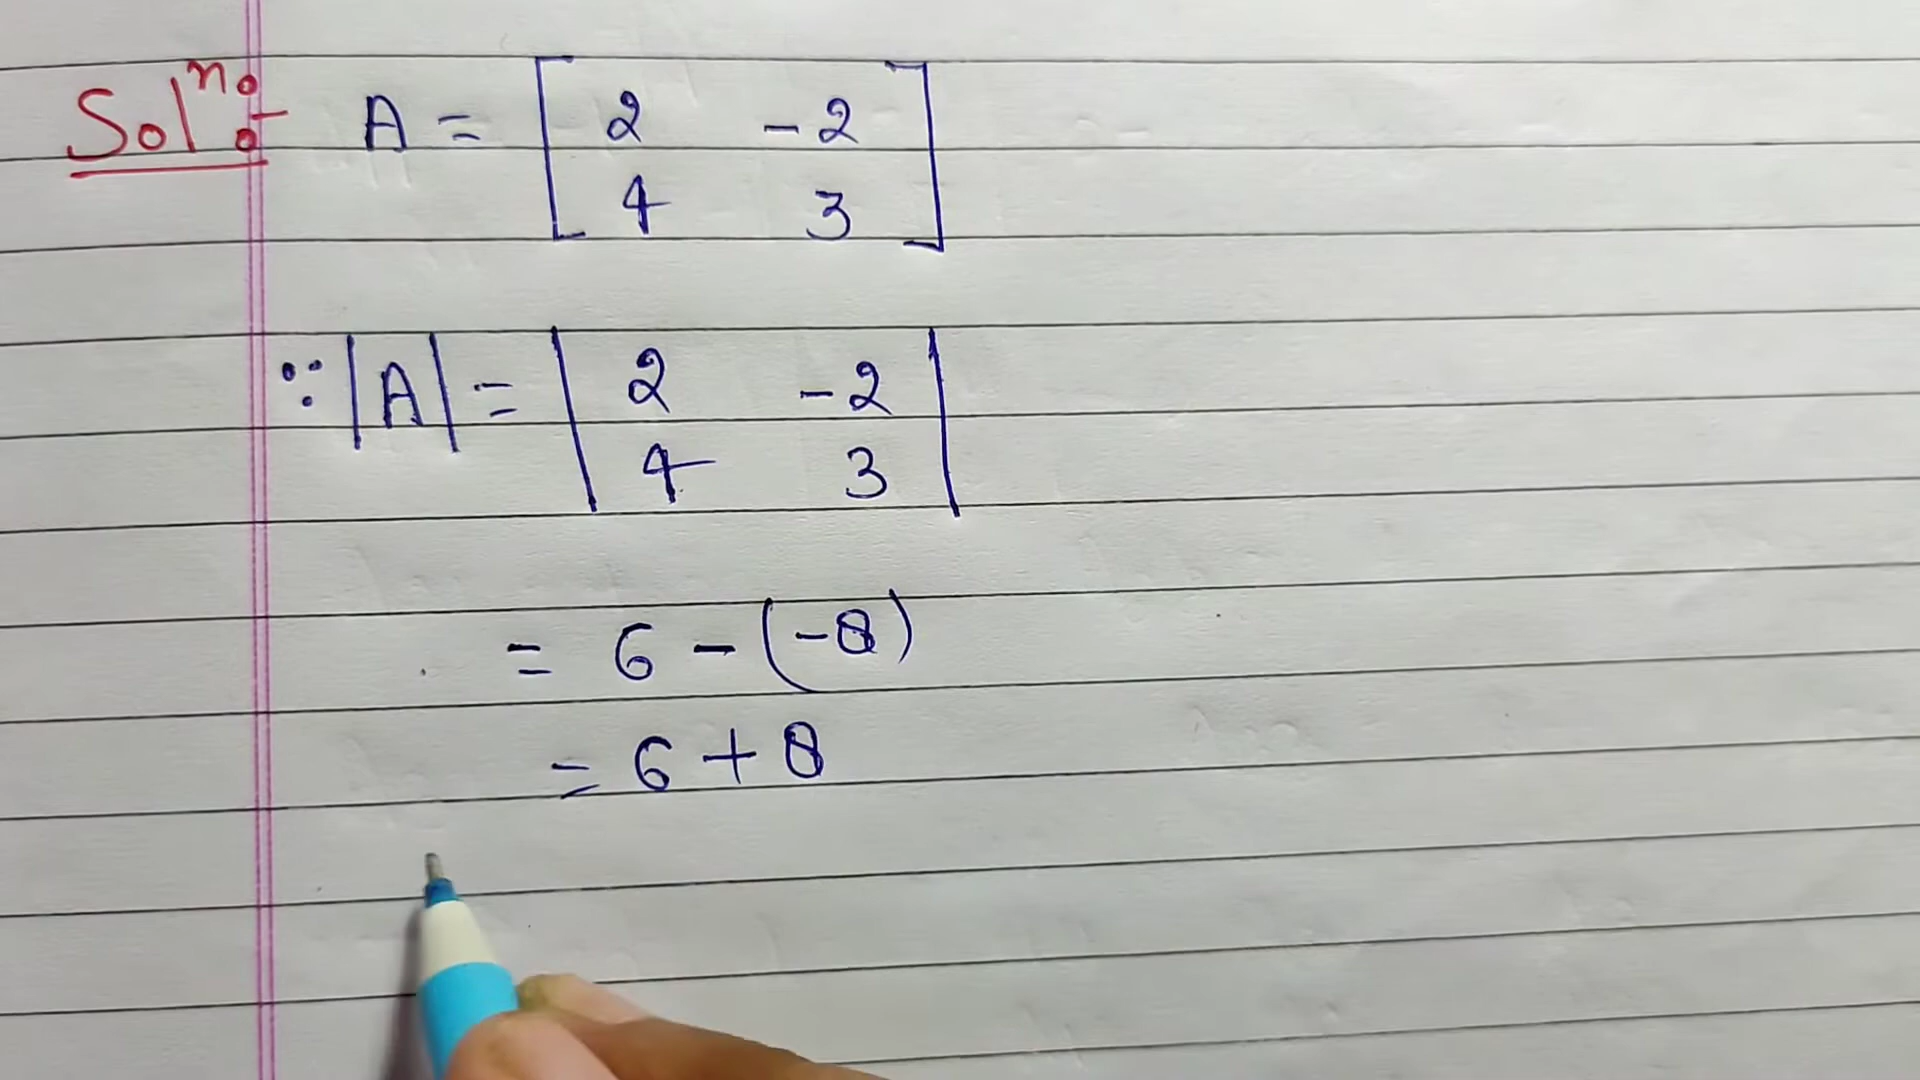 Solⁿ:- A = [ 2 -2
4 3 ]
∵ |A| = | 2 -2
4 3 |
= 6 - (-8)
= 6 + 8